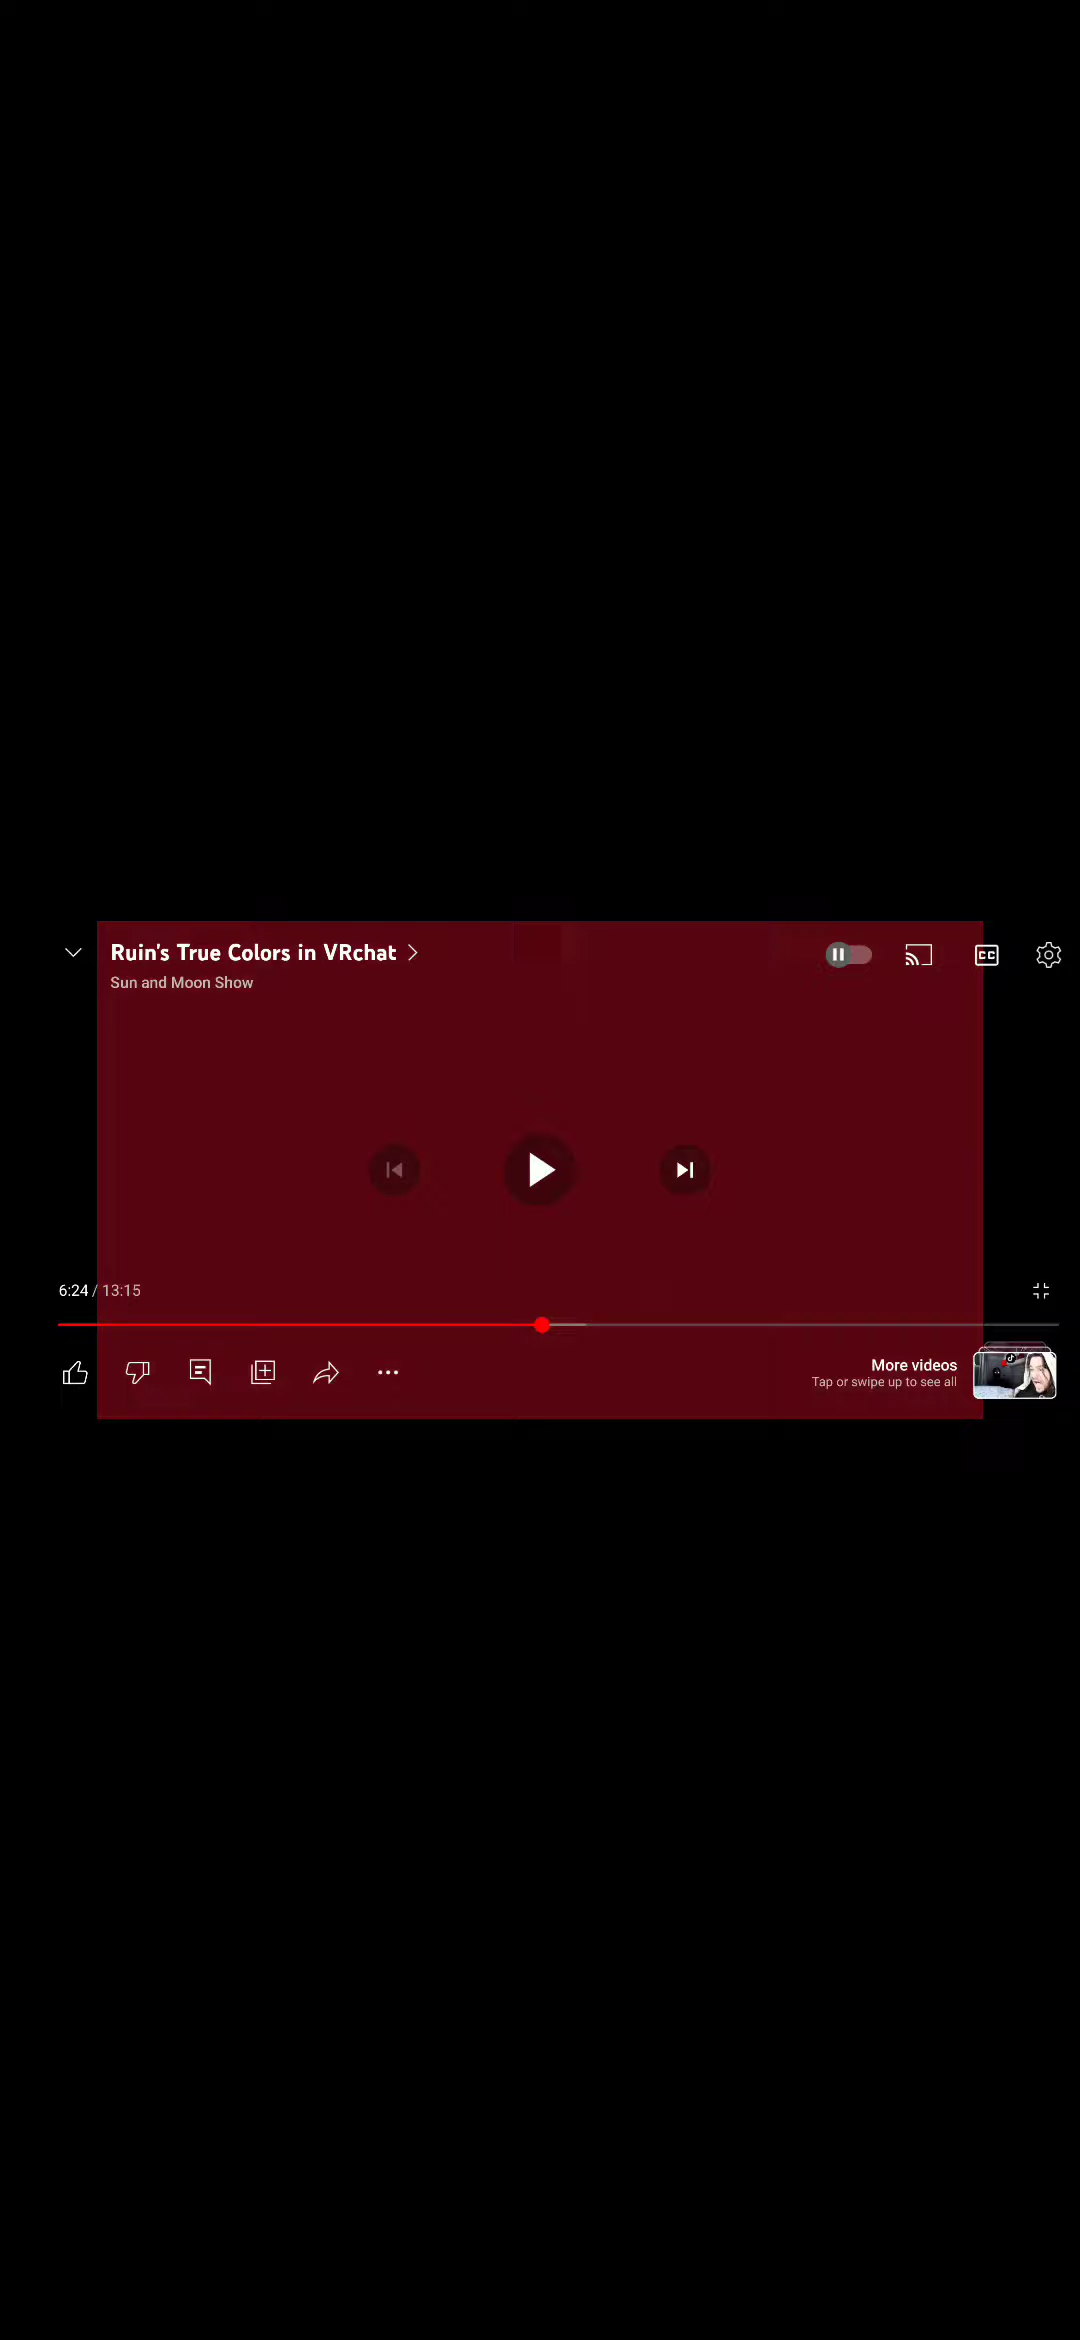 Ruin's True Colors in VRchat
Sun and Moon Show
CC
6:24 / 13:15
More videos
Tap or swipe up to see all